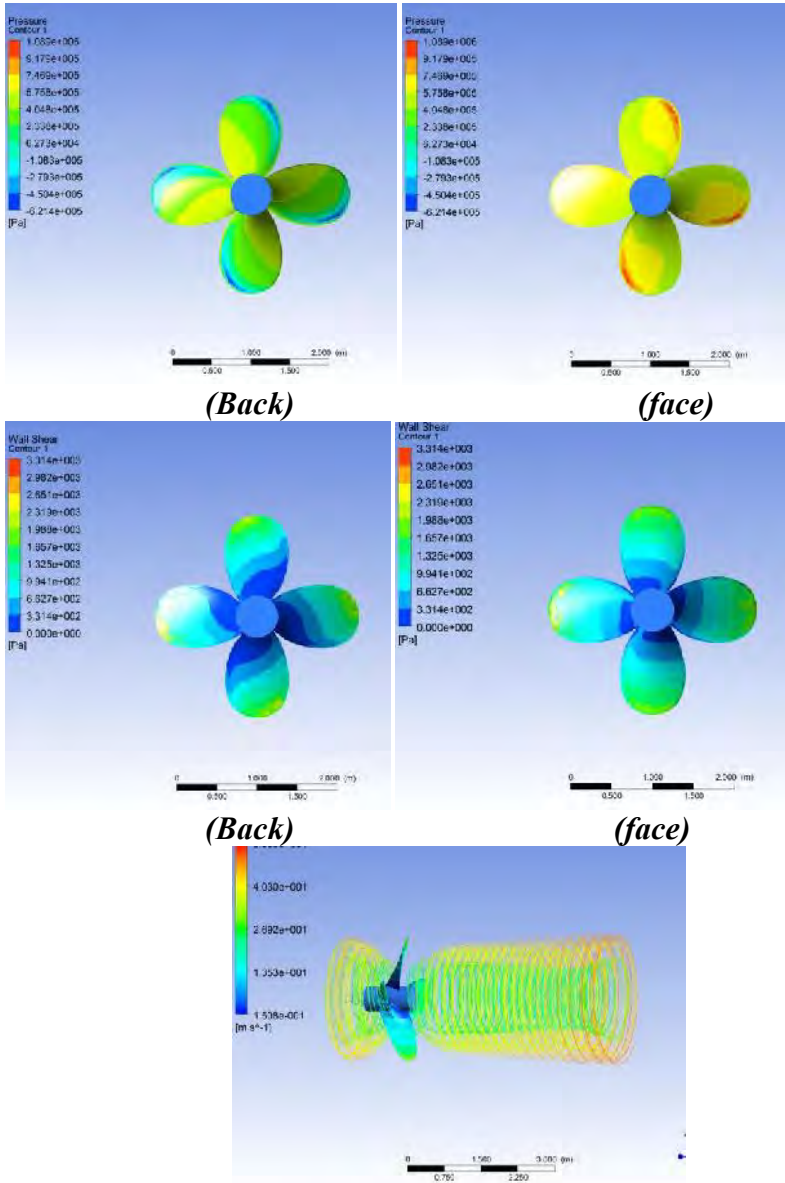 Pressure
Contour 1
1.089e+005
9.179e+005
7.469e+005
5.758e+005
4.048e+005
2.338e+005
6.273e+004
-1.083e+005
-2.793e+005
-4.504e+005
-6.214e+005
[Pa]
0 1.000 2.000 (m)
0.500 1.500
Pressure
Contour 1
1.089e+006
9.179e+005
7.469e+005
5.758e+005
4.048e+005
2.338e+005
6.273e+004
-1.083e+005
-2.793e+005
-4.504e+005
-6.214e+005
[Pa]
0 1.000 2.000 (m)
0.500 1.500
(Back)
(face)
Wall Shear
Contour 1
3.314e+003
2.982e+003
2.651e+003
2.319e+003
1.988e+003
1.657e+003
1.325e+003
9.941e+002
6.627e+002
3.314e+002
0.000e+000
[Pa]
0 1.000 2.000 (m)
0.500 1.500
Wall Shear
Contour 1
3.314e+003
2.982e+003
2.651e+003
2.319e+003
1.988e+003
1.657e+003
1.325e+003
9.941e+002
6.627e+002
3.314e+002
0.000e+000
[Pa]
0 1.000 2.000 (m)
0.500 1.500
(Back)
(face)
4.030e+001
2.692e+001
1.353e+001
1.508e-001
[m s^-1]
0 1.500 3.000 (m)
0.750 2.250